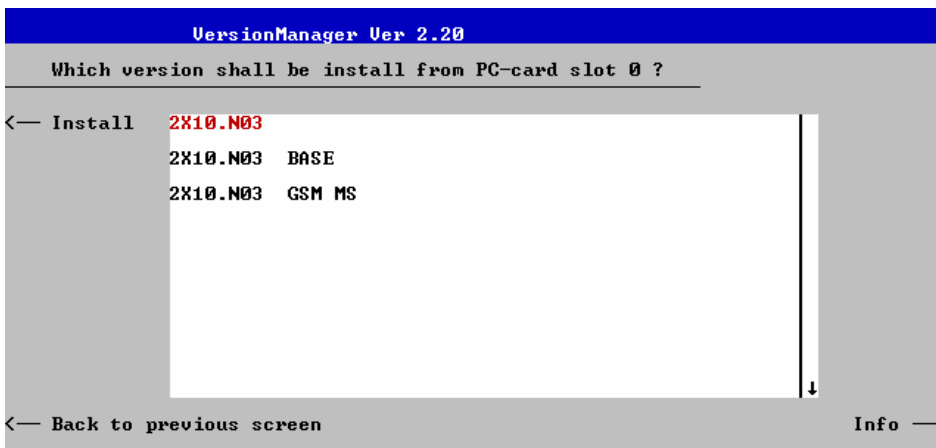 VersionManager Ver 2.20
Which version shall be install from PC-card slot 0 ?
<— Install 2X10.N03
2X10.N03 BASE
2X10.N03 GSM MS
↓
<— Back to previous screen Info —